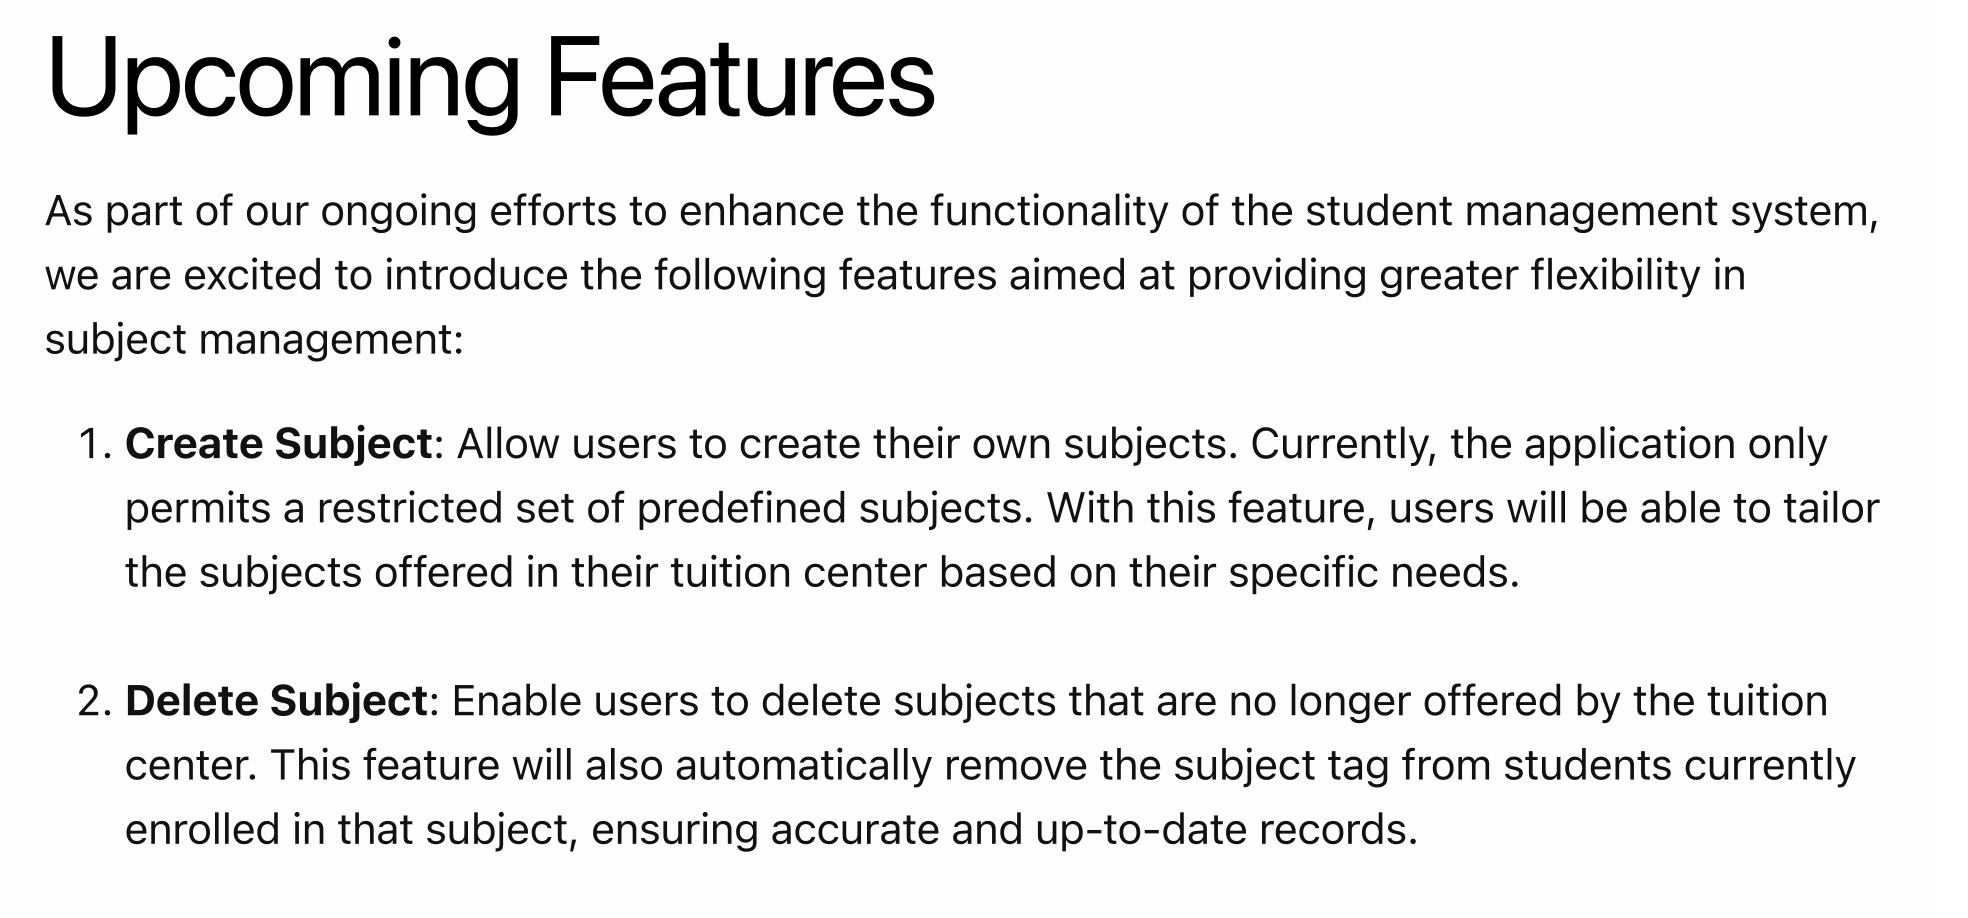 Upcoming Features
As part of our ongoing efforts to enhance the functionality of the student management system,
we are excited to introduce the following features aimed at providing greater flexibility in
subject management:
1. Create Subject: Allow users to create their own subjects. Currently, the application only
permits a restricted set of predefined subjects. With this feature, users will be able to tailor
the subjects offered in their tuition center based on their specific needs.
2. Delete Subject: Enable users to delete subjects that are no longer offered by the tuition
center. This feature will also automatically remove the subject tag from students currently
enrolled in that subject, ensuring accurate and up-to-date records.